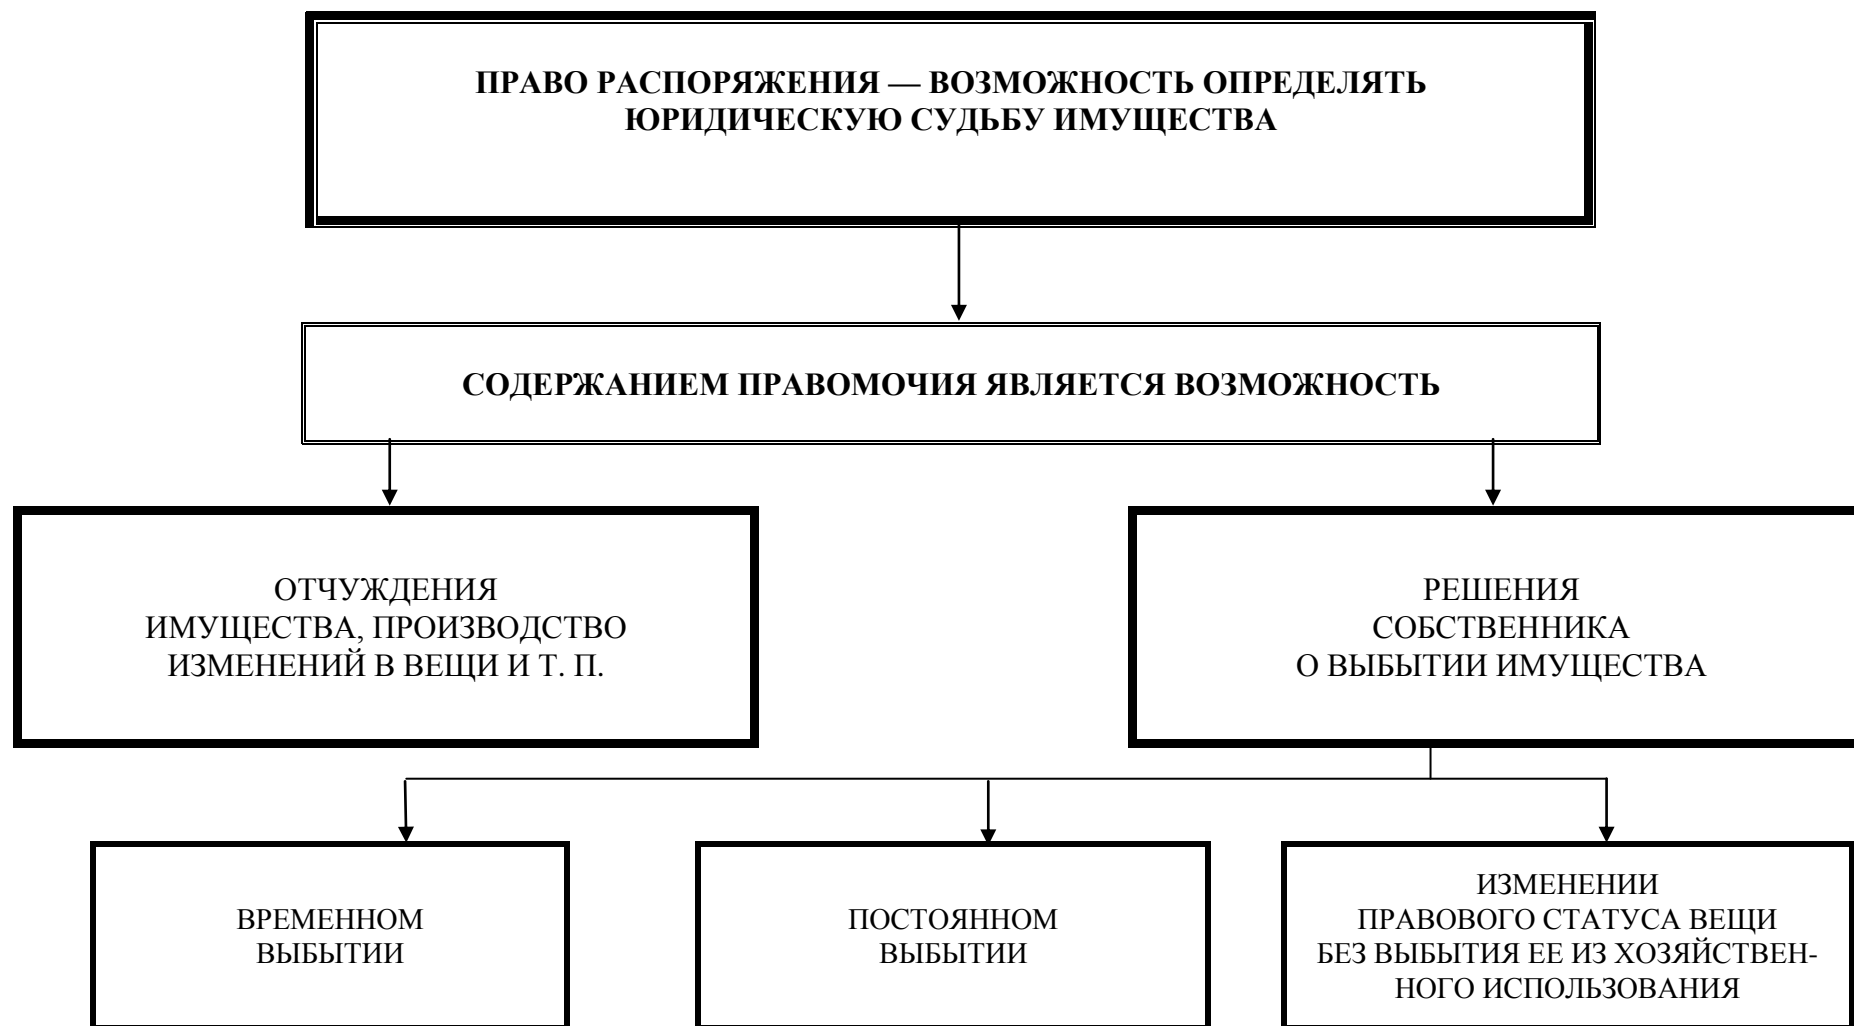 ПРАВО РАСПОРЯЖЕНИЯ — ВОЗМОЖНОСТЬ ОПРЕДЕЛЯТЬ
ЮРИДИЧЕСКУЮ СУДЬБУ ИМУЩЕСТВА
СОДЕРЖАНИЕМ ПРАВОМОЧИЯ ЯВЛЯЕТСЯ ВОЗМОЖНОСТЬ
ОТЧУЖДЕНИЯ
ИМУЩЕСТВА, ПРОИЗВОДСТВО
ИЗМЕНЕНИЙ В ВЕЩИ И Т. П.
РЕШЕНИЯ
СОБСТВЕННИКА
О ВЫБЫТИИ ИМУЩЕСТВА
ВРЕМЕННОМ
ВЫБЫТИИ
ПОСТОЯННОМ
ВЫБЫТИИ
ИЗМЕНЕНИИ
ПРАВОВОГО СТАТУСА ВЕЩИ
БЕЗ ВЫБЫТИЯ ЕЕ ИЗ ХОЗЯЙСТВЕН-
НОГО ИСПОЛЬЗОВАНИЯ